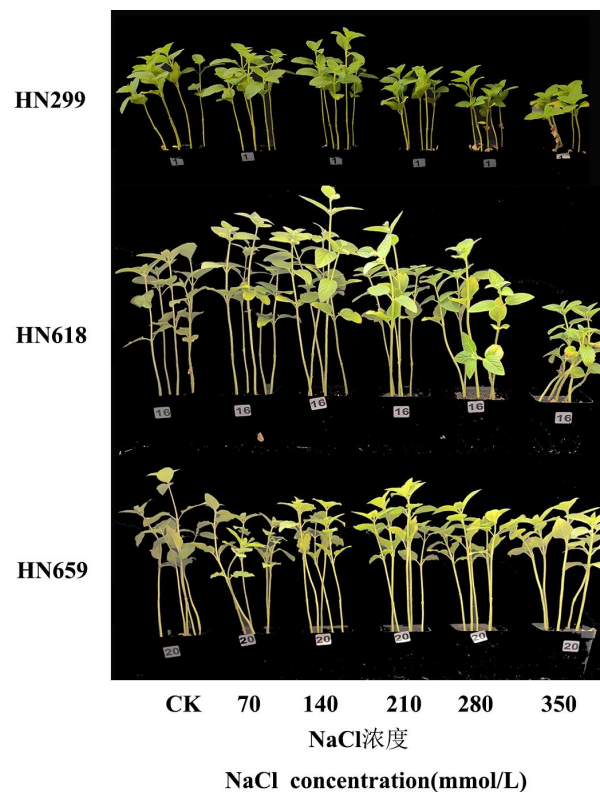 HN299
1 1 1 1 1 1
HN618
16 16 16 16 16 16
HN659
20 20 20 20 20 20
CK 70 140 210 280 350
NaCl浓度
NaCl concentration(mmol/L)